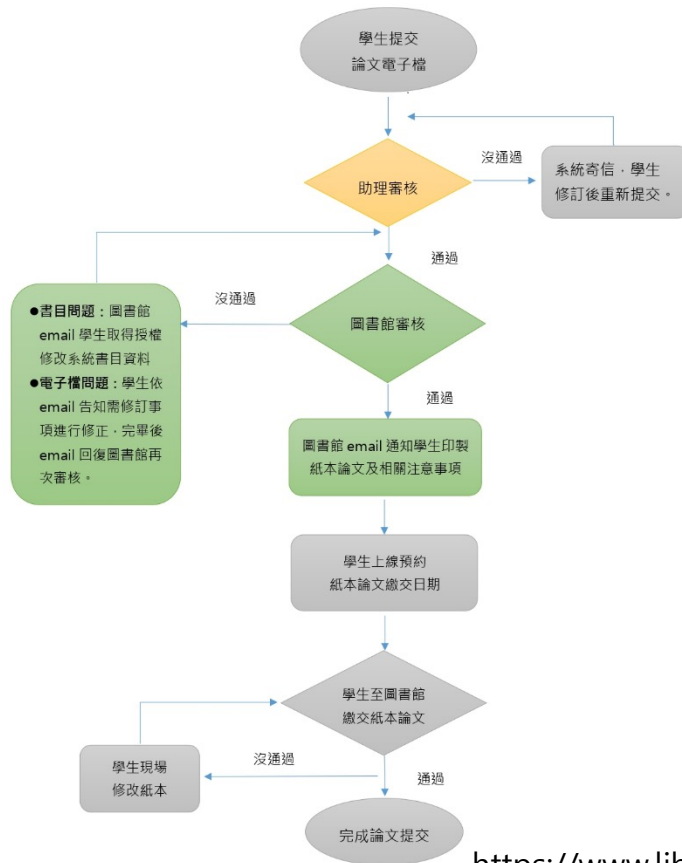 學生提交
論文電子檔
助理審核
沒通過
系統寄信，學生
修訂後重新提交。
通過
圖書館審核
沒通過
●書目問題：圖書館
email 學生取得授權
修改系統書目資料
●電子檔問題：學生依
email 告知需修訂事
項進行修正，完畢後
email 回復圖書館再
次審核。
通過
圖書館 email 通知學生印製
紙本論文及相關注意事項
學生上線預約
紙本論文繳交日期
學生至圖書館
繳交紙本論文
沒通過
學生現場
修改紙本
通過
完成論文提交